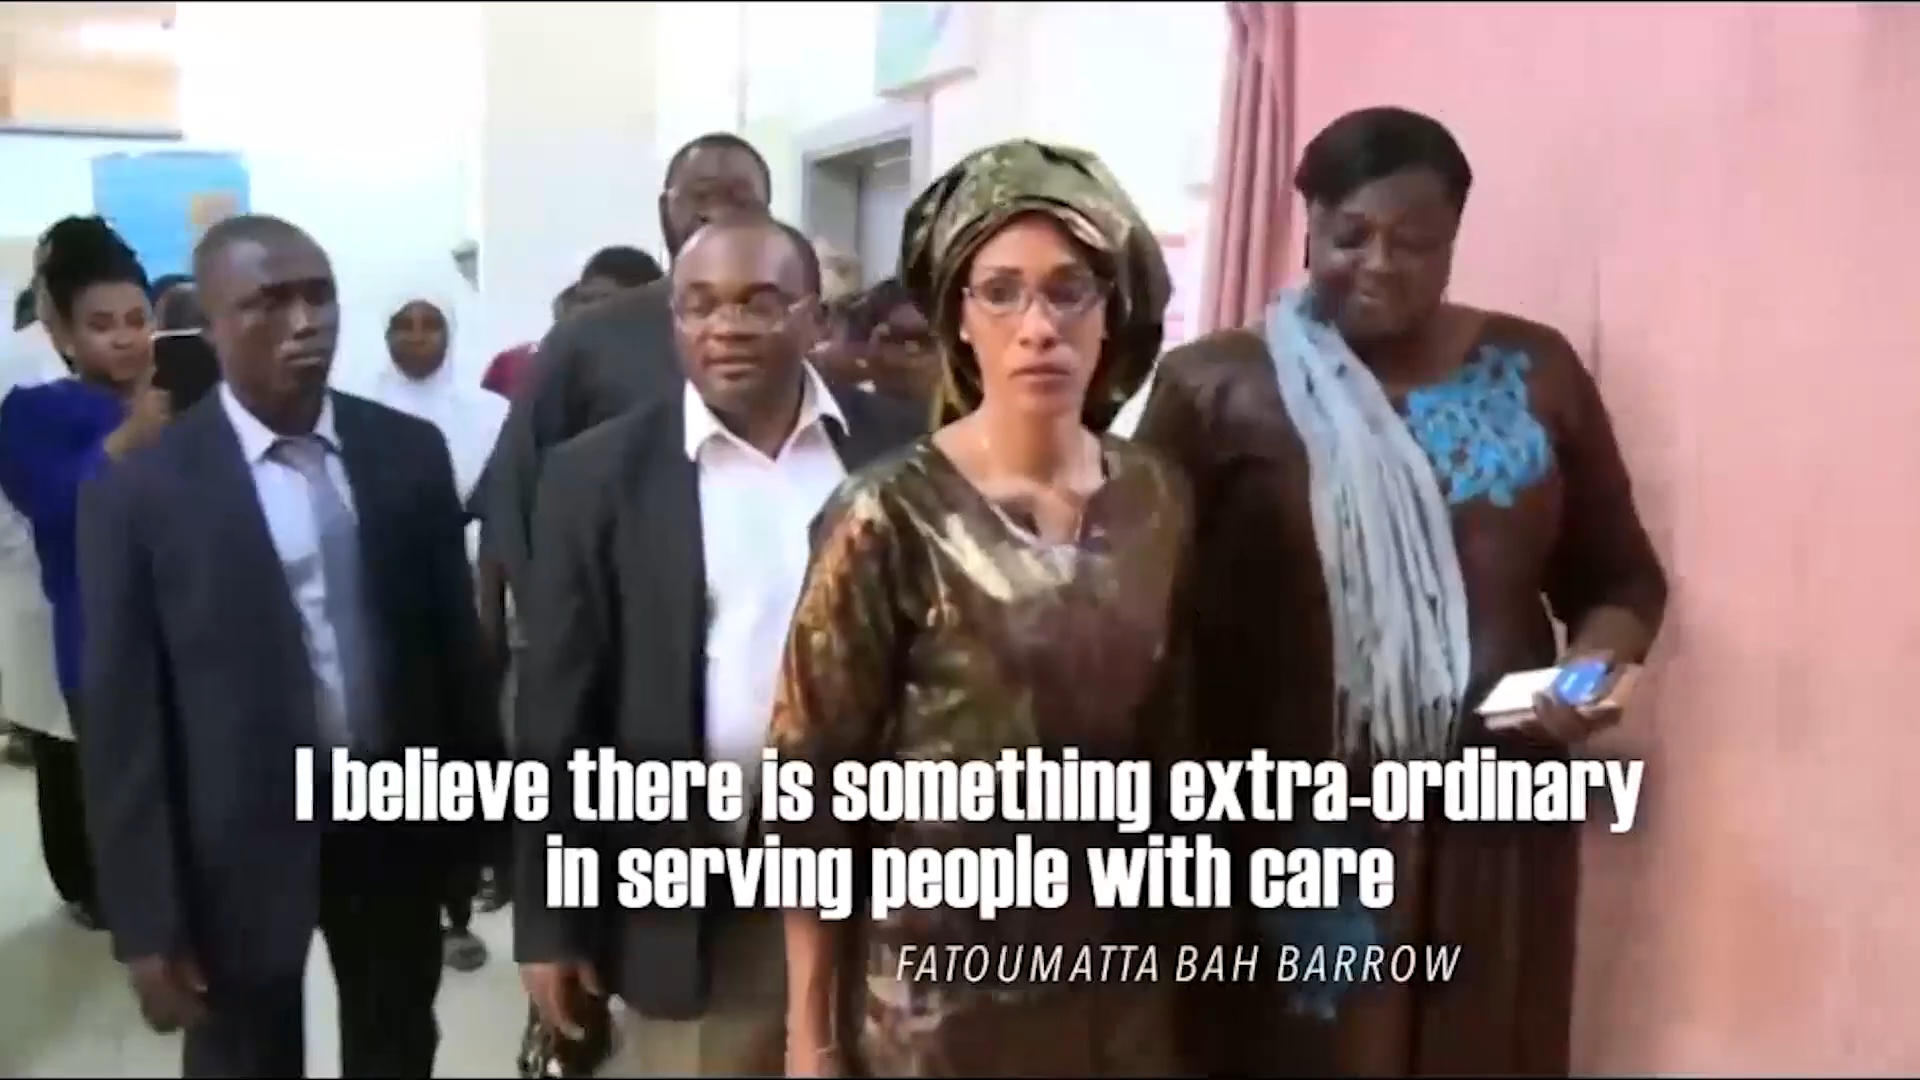 I believe there is something extra-ordinary
in serving people with care
FATOUMATTA BAH BARROW